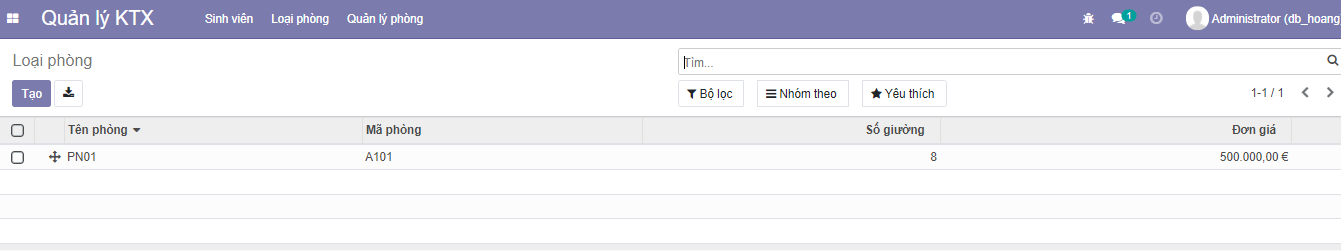 Quản lý KTX Sinh viên Loại phòng Quản lý phòng 1 Administrator (db_hoang
Loại phòng Tìm...
Tạo Bộ lọc Nhóm theo Yêu thích 1-1 / 1
Tên phòng Mã phòng Số giường Đơn giá
PN01 A101 8 500.000,00 €